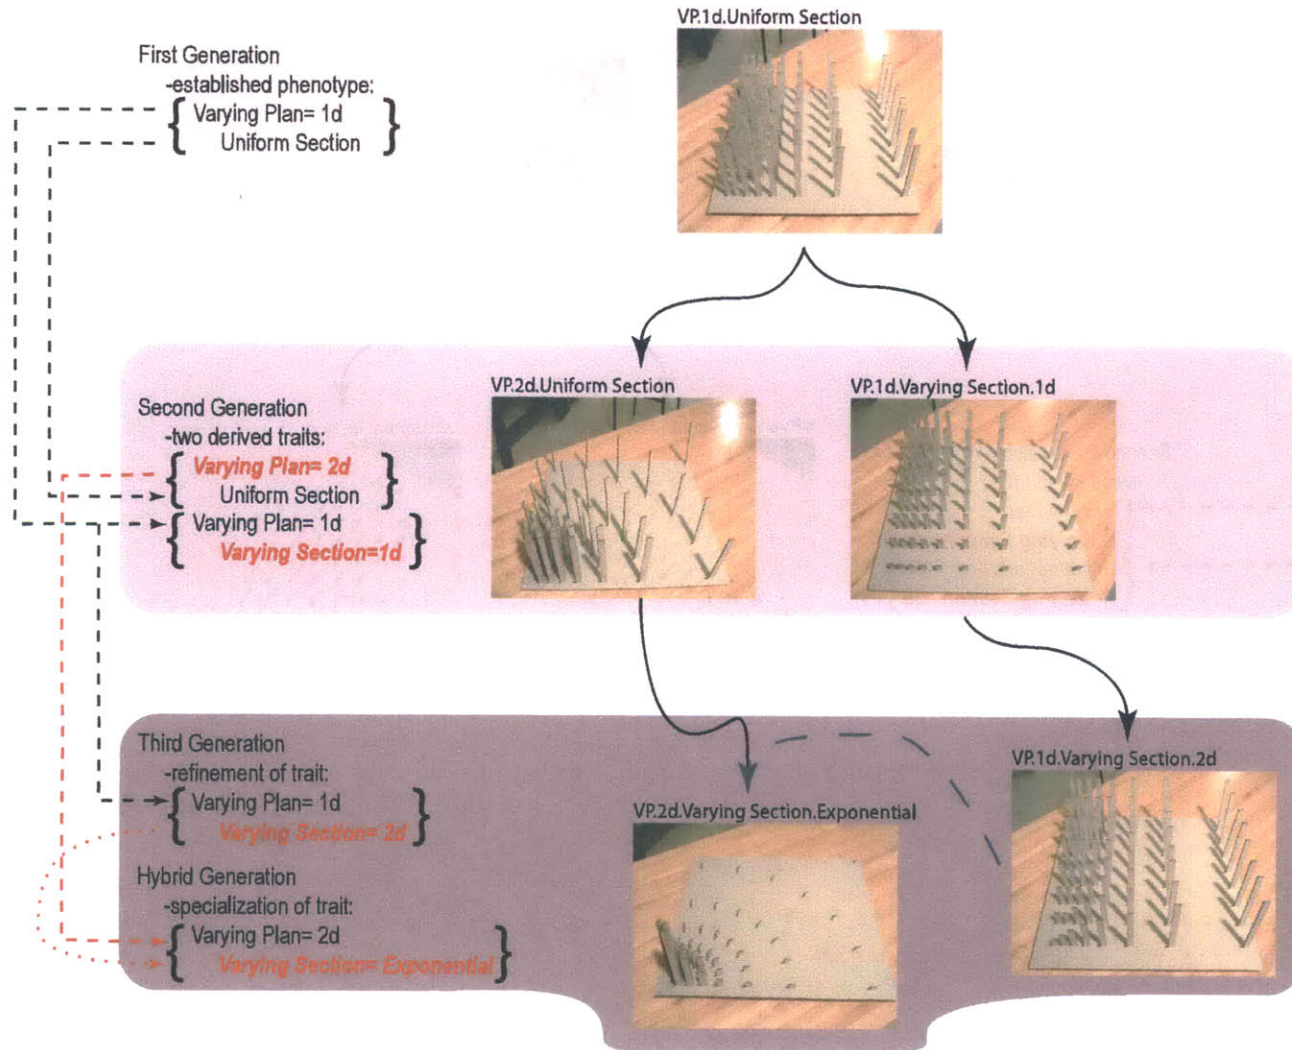 VP.1d.Uniform Section
First Generation
-established phenotype:
{ Varying Plan= 1d
Uniform Section }
VP.2d.Uniform Section
VP.1d.Varying Section.1d
Second Generation
-two derived traits:
{ Varying Plan= 2d
Uniform Section }
{ Varying Plan= 1d
Varying Section=1d }
Third Generation
-refinement of trait:
{ Varying Plan= 1d
Varying Section= 2d }
VP.1d.Varying Section.2d
VP.2d.Varying Section.Exponential
Hybrid Generation
-specialization of trait:
{ Varying Plan= 2d
Varying Section= Exponential }